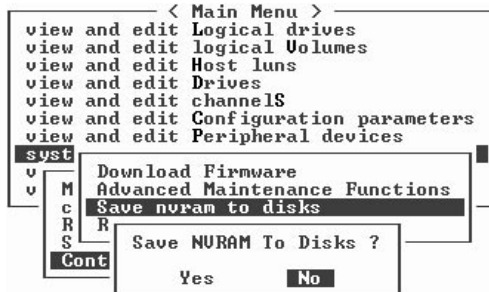 < Main Menu >
view and edit Logical drives
view and edit logical Volumes
view and edit Host luns
view and edit Drives
view and edit channelS
view and edit Configuration parameters
view and edit Peripheral devices
syst
v
Download Firmware
v
M
Advanced Maintenance Functions
c
Save nvram to disks
R
R
S
Save NVRAM To Disks ?
Cont
Yes No